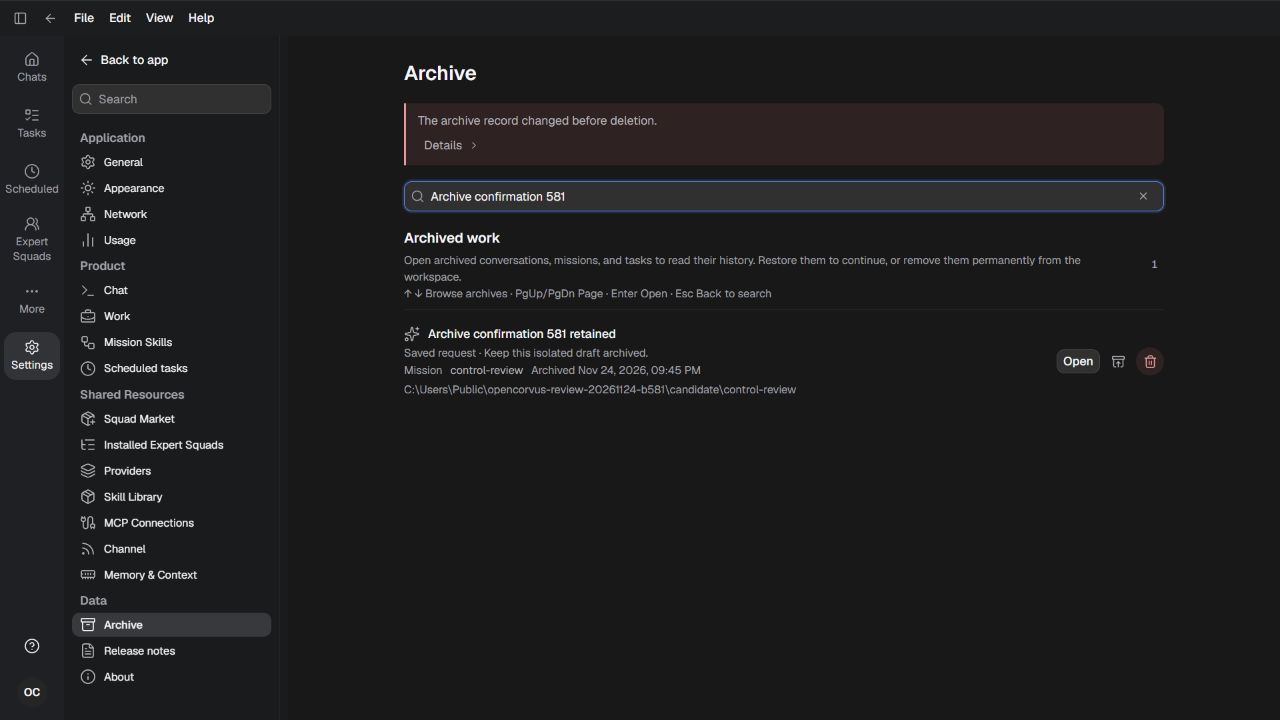 File Edit View Help
Chats
Tasks
Scheduled
Expert
Squads
More
Settings
OC
Back to app
Search
Application
General
Appearance
Network
Usage
Product
Chat
Work
Mission Skills
Scheduled tasks
Shared Resources
Squad Market
Installed Expert Squads
Providers
Skill Library
MCP Connections
Channel
Memory & Context
Data
Archive
Release notes
About
Archive
The archive record changed before deletion.
Details
Archive confirmation 581
Archived work
Open archived conversations, missions, and tasks to read their history. Restore them to continue, or remove them permanently from the
workspace.
1
↑↓ Browse archives · PgUp/PgDn Page · Enter Open · Esc Back to search
Archive confirmation 581 retained
Saved request · Keep this isolated draft archived.
Mission control-review Archived Nov 24, 2026, 09:45 PM
C:\Users\Public\opencorvus-review-20261124-b581\candidate\control-review
Open